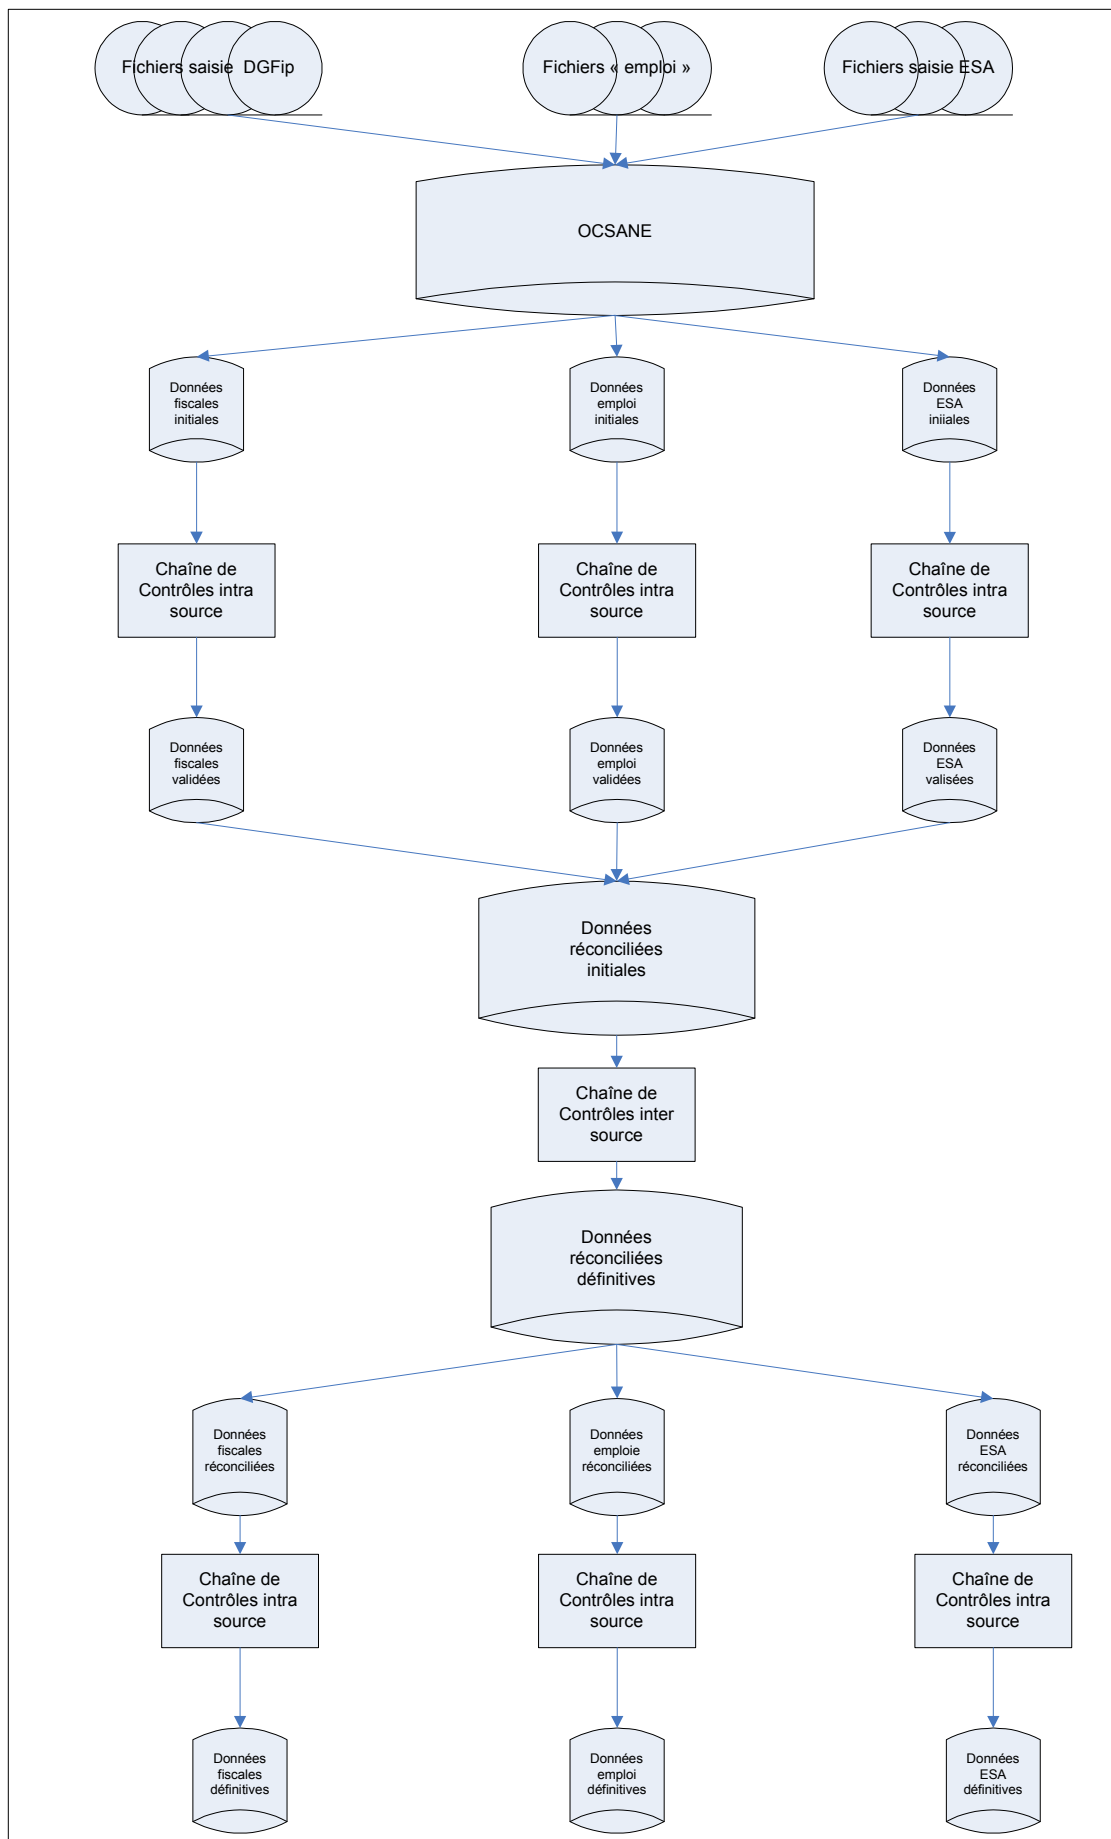 Fichiers saisie DGFip
Fichiers « emploi »
Fichiers saisie ESA
OCSANE
Données
fiscales
initiales
Données
emploi
initiales
Données
ESA
iniiales
Chaîne de
Contrôles intra
source
Chaîne de
Contrôles intra
source
Chaîne de
Contrôles intra
source
Données
fiscales
validées
Données
emploi
validées
Données
ESA
valisées
Données
réconciliées
initiales
Chaîne de
Contrôles inter
source
Données
réconciliées
définitives
Données
fiscales
réconciliées
Données
emploie
réconciliées
Données
ESA
réconciliées
Chaîne de
Contrôles intra
source
Chaîne de
Contrôles intra
source
Chaîne de
Contrôles intra
source
Données
fiscales
définitives
Données
emploi
définitives
Données
ESA
définitives